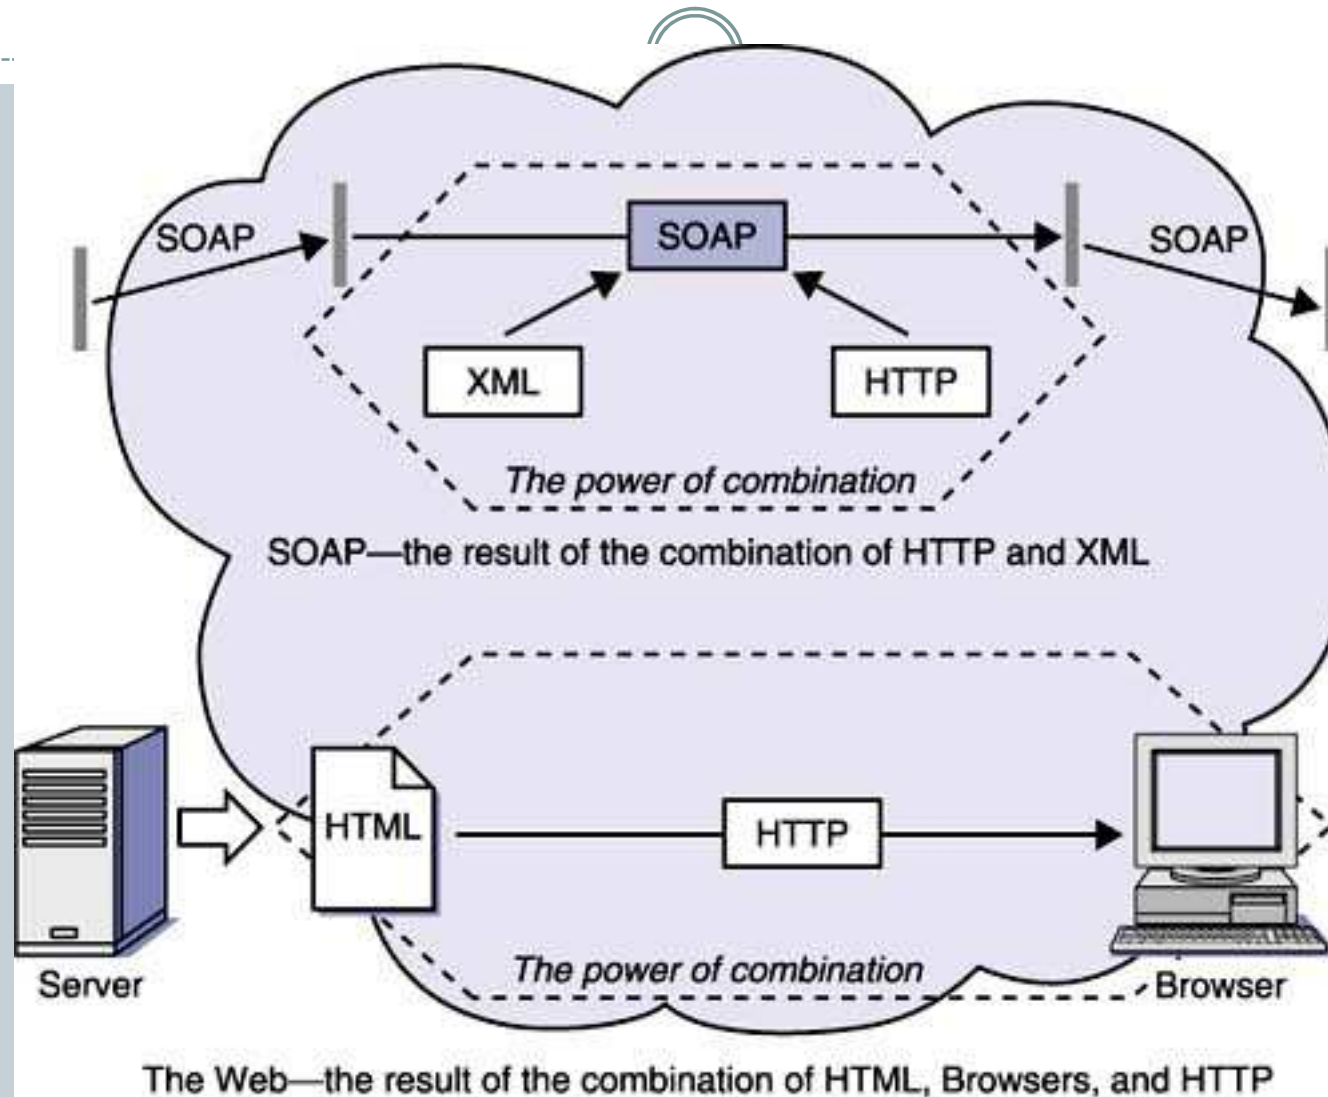 SOAP
SOAP
SOAP
XML
HTTP
The power of combination
SOAP—the result of the combination of HTTP and XML
HTML
HTTP
The power of combination
Server
Browser
The Web—the result of the combination of HTML, Browsers, and HTTP